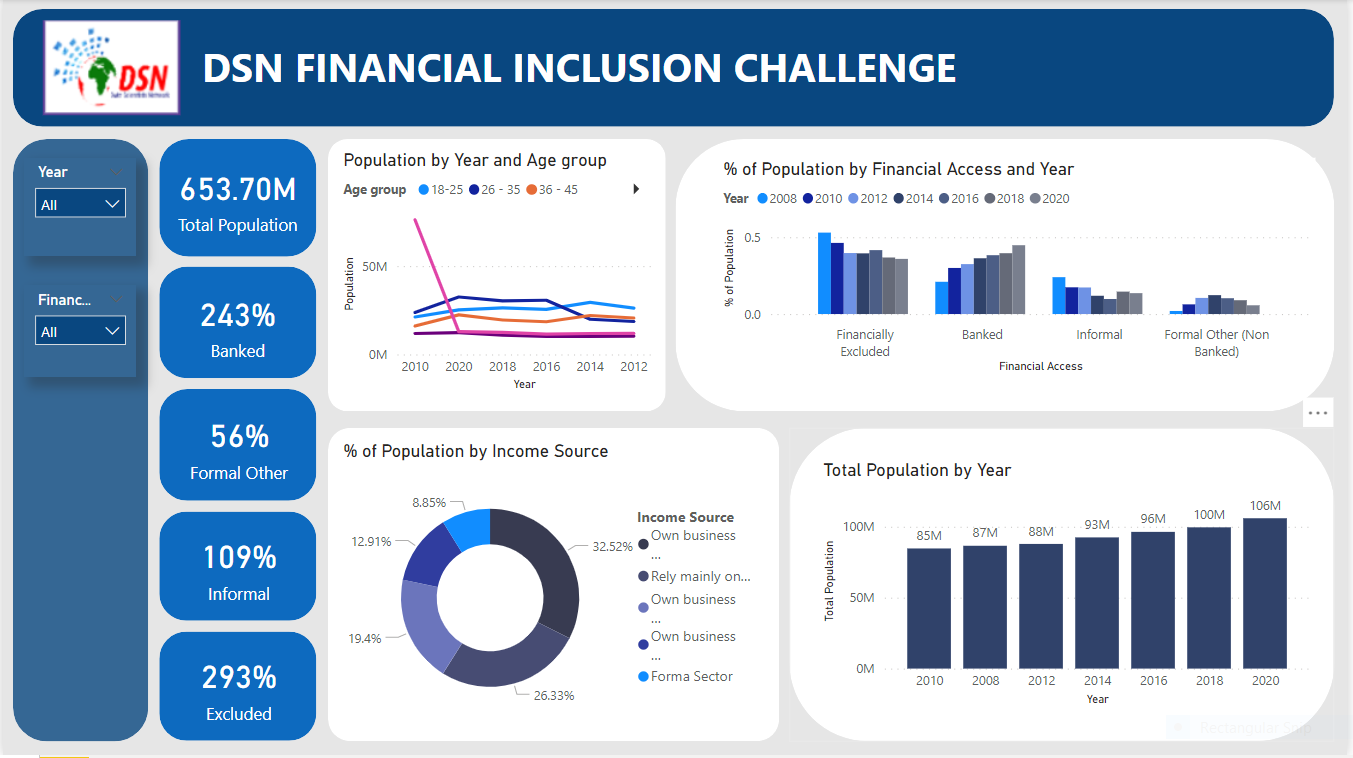 DSN
DSN FINANCIAL INCLUSION CHALLENGE
Year
All
Financ...
All
653.70M
Total Population
243%
Banked
56%
Formal Other
109%
Informal
293%
Excluded
Population by Year and Age group
Age group 18-25 26 - 35 36 - 45
Population
50M
0M
2010 2020 2018 2016 2014 2012
Year
% of Population by Financial Access and Year
Year 2008 2010 2012 2014 2016 2018 2020
% of Population
0.5
0.0
Financially
Excluded
Banked
Informal
Formal Other (Non
Banked)
Financial Access
% of Population by Income Source
8.85%
12.91%
32.52%
19.4%
26.33%
Income Source
Own business
...
Rely mainly on...
Own business
...
Own business
...
Forma Sector
Total Population by Year
Total Population
100M
50M
0M
85M 87M 88M 93M 96M 100M 106M
2010 2008 2012 2014 2016 2018 2020
Year
Rectangular Snip